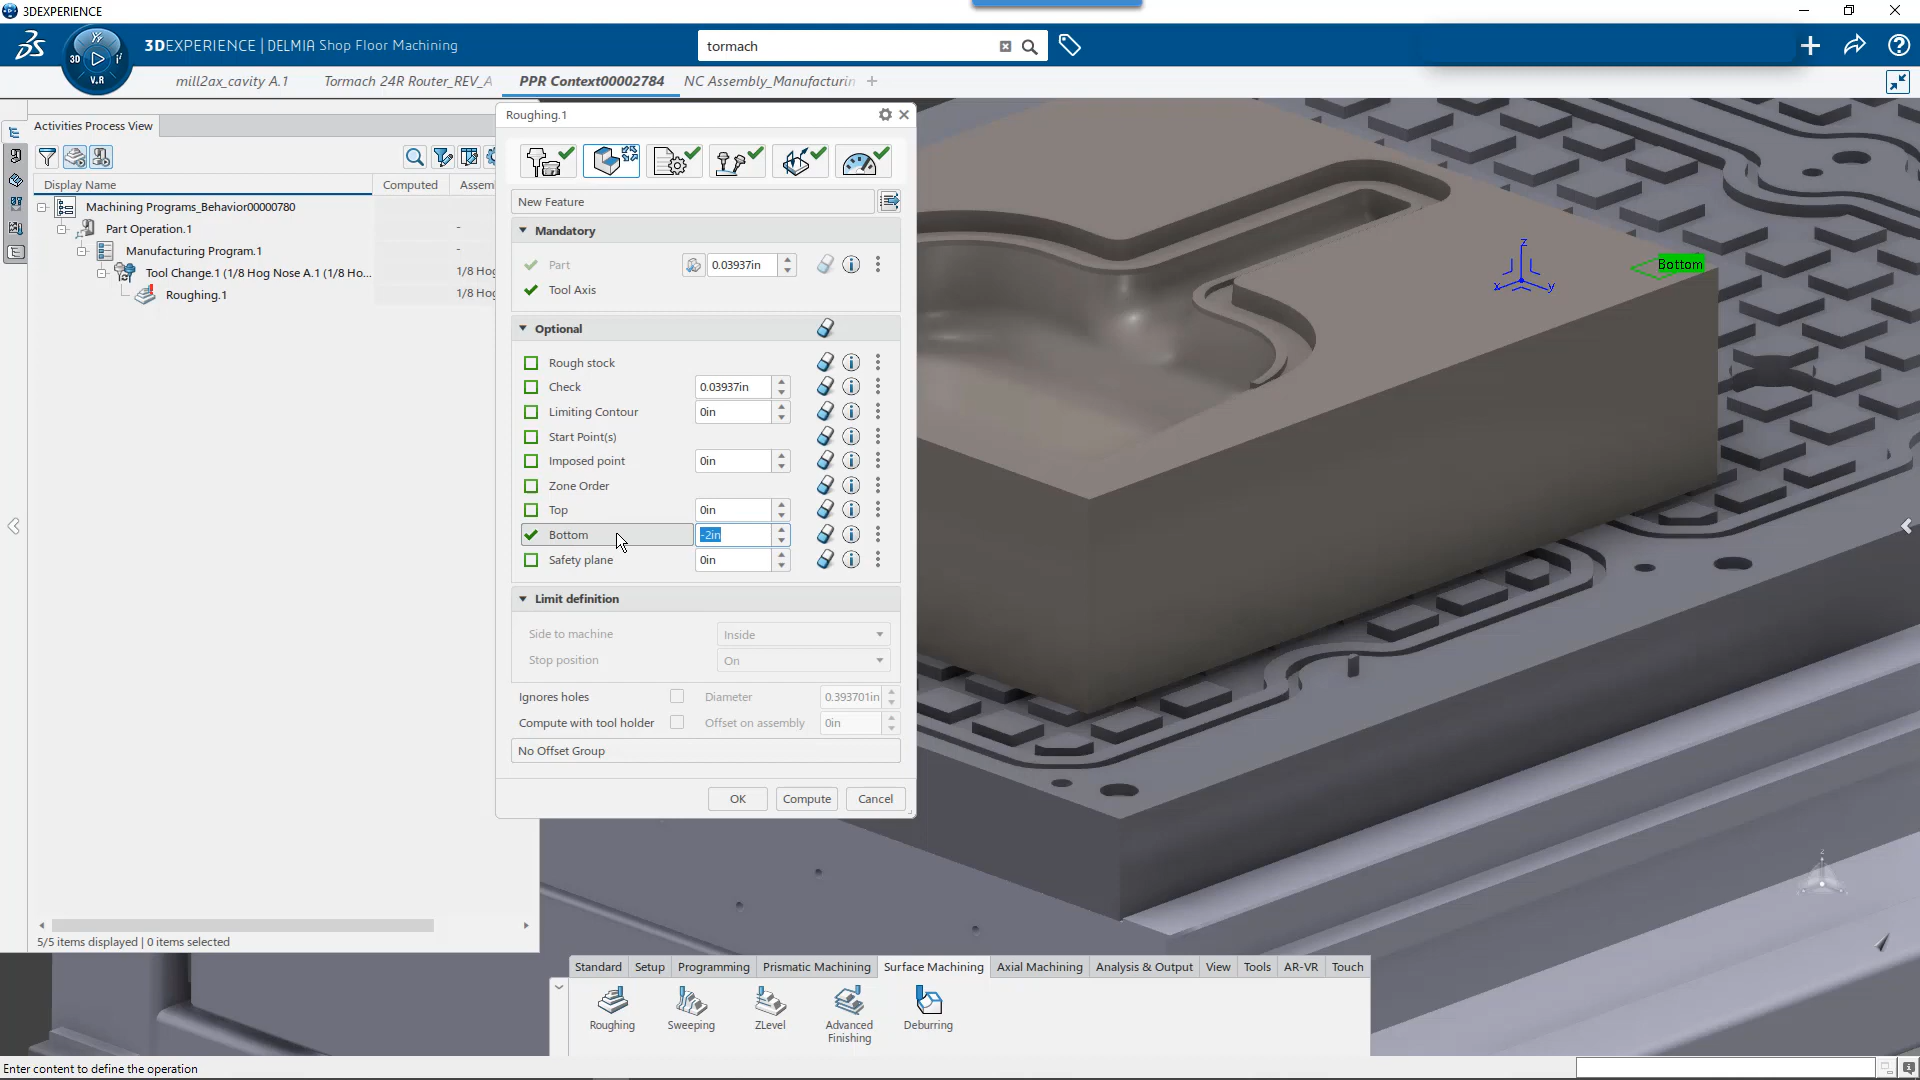 3DEXPERIENCE
3DEXPERIENCE | DELMIA Shop Floor Machining
tormach
3D
V.R
mill2ax_cavity A.1
Tormach 24R Router_REV_A
PPR Context00002784
NC Assembly_Manufacturin
Activities Process View
Display Name
Computed
Assem
Machining Programs_Behavior00000780
Part Operation.1
-
Manufacturing Program.1
-
Tool Change.1 (1/8 Hog Nose A.1 (1/8 Ho...
1/8 Hog
Roughing.1
1/8 Hog
5/5 items displayed | 0 items selected
Roughing.1
New Feature
Mandatory
Part
0.03937in
Tool Axis
Optional
Rough stock
Check
0.03937in
Limiting Contour
0in
Start Point(s)
Imposed point
0in
Zone Order
Top
0in
Bottom
-2in
Safety plane
0in
Limit definition
Side to machine
Inside
Stop position
On
Ignores holes
Diameter
0.393701in
Compute with tool holder
Offset on assembly
0in
No Offset Group
OK
Compute
Cancel
z
x
y
Bottom
z
Standard
Setup
Programming
Prismatic Machining
Surface Machining
Axial Machining
Analysis & Output
View
Tools
AR-VR
Touch
Roughing
Sweeping
ZLevel
Advanced
Finishing
Deburring
Enter content to define the operation